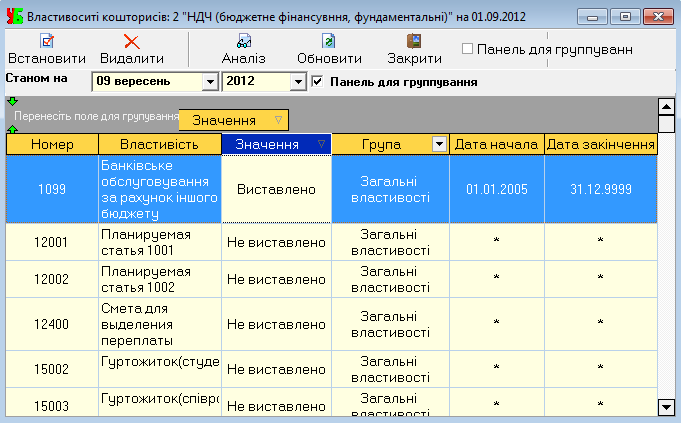 УБ Властивості кошторисів: 2 "НДЧ (бюджетне фінансувння, фундаментальні)" на 01.09.2012
Встановити Видалити Аналіз Обновити Закрити Панель для группуванн
Станом на 09 вересень 2012 Панель для группування
Перенесіть поле для групування Значення
Номер Властивість Значення Група Дата начала Дата закінчення
1099 Банківське обслуговування за рахунок іншого бюджету Виставлено Загальні властивості 01.01.2005 31.12.9999
12001 Планируемая статья 1001 Не виставлено Загальні властивості * *
12002 Планируемая статья 1002 Не виставлено Загальні властивості * *
12400 Смета для выделения переплаты Не виставлено Загальні властивості * *
15002 Гуртожиток(студе Не виставлено Загальні властивості * *
15003 Гуртожиток(співро Не виставлено Загальні властивості * *